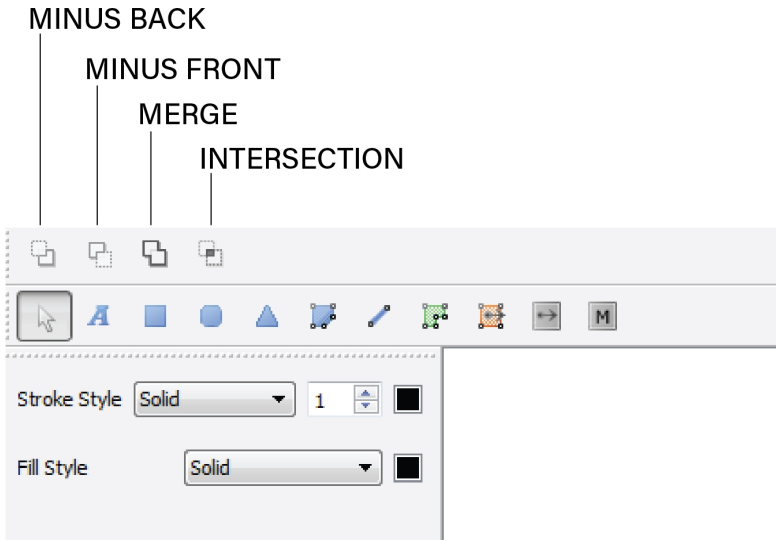 MINUS BACK
MINUS FRONT
MERGE
INTERSECTION
A
M
Stroke Style Solid 1
Fill Style Solid